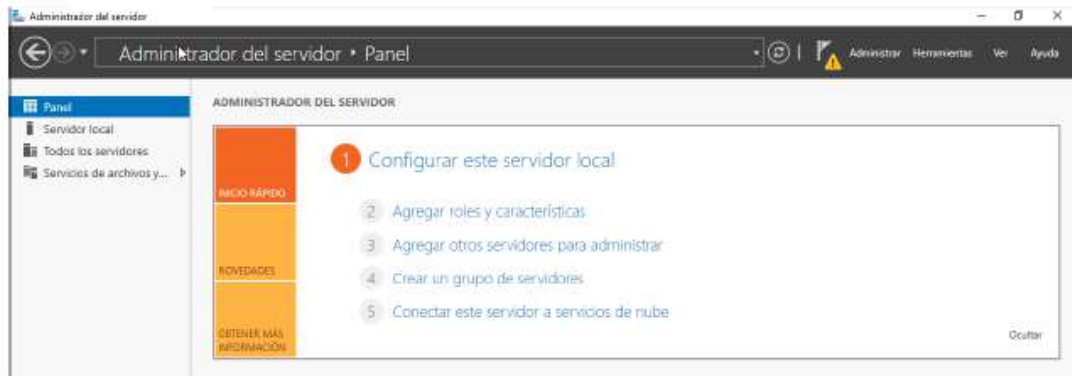 Administrador del servidor
Administrador del servidor • Panel
Administrar Herramientas Ver Ayuda
Panel
Servidor local
Todos los servidores
Servicios de archivos y...
ADMINISTRADOR DEL SERVIDOR
INICIO RÁPIDO
NOVEDADES
OBTENER MÁS
INFORMACIÓN
1 Configurar este servidor local
2 Agregar roles y características
3 Agregar otros servidores para administrar
4 Crear un grupo de servidores
5 Conectar este servidor a servicios de nube
Ocultar